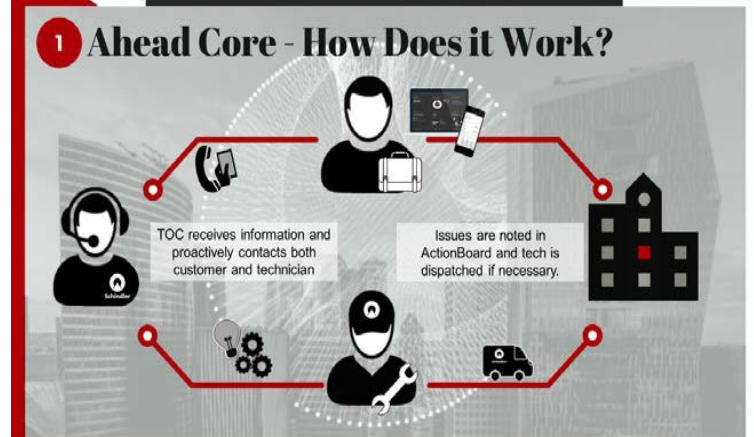 1 Ahead Core - How Does it Work?
TOC receives information and
proactively contacts both
customer and technician
Issues are noted in
ActionBoard and tech is
dispatched if necessary.
Schindler